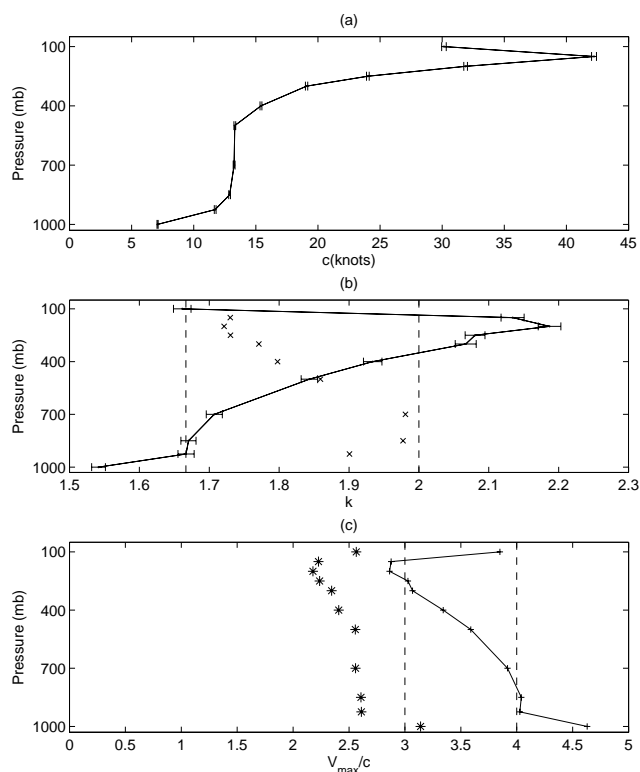 (a)
100
400
700
1000
Pressure (mb)
0 5 10 15 20 25 30 35 40 45
c(knots)
(b)
100
400
700
1000
Pressure (mb)
1.5 1.6 1.7 1.8 1.9 2 2.1 2.2 2.3
k
(c)
100
400
700
1000
Pressure (mb)
0 0.5 1 1.5 2 2.5 3 3.5 4 4.5 5
V_max/c